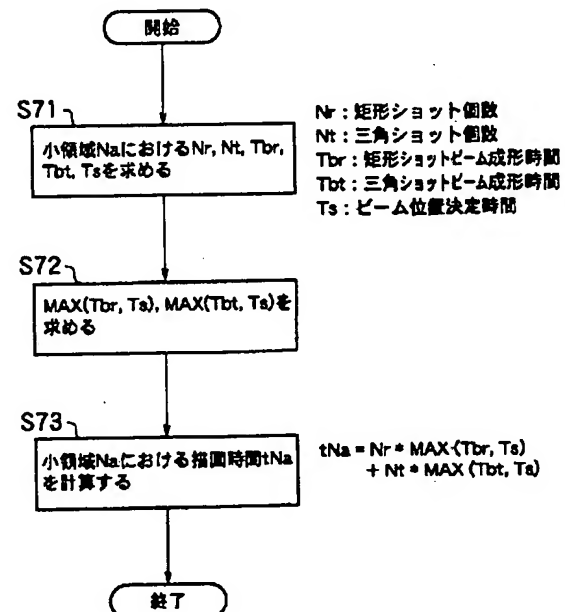 開始
S71
小領域NaにおけるNr, Nt, Tbr,
Tbt, Tsを求める
Nr：矩形ショット個数
Nt：三角ショット個数
Tbr：矩形ショットビーム成形時間
Tbt：三角ショットビーム成形時間
Ts：ビーム位置決定時間
S72
MAX(Tbr, Ts), MAX(Tbt, Ts)を
求める
S73
小領域Naにおける描画時間tNa
を計算する
tNa = Nr * MAX (Tbr, Ts)
+ Nt * MAX (Tbt, Ts)
終了